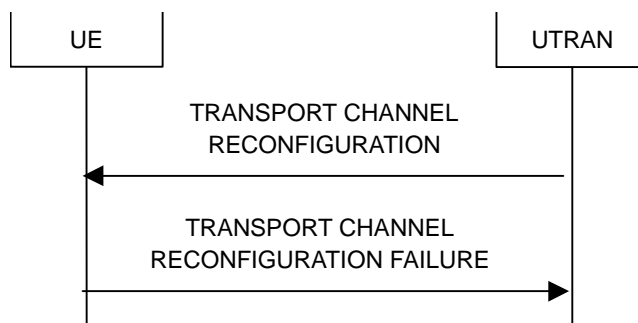 UE
UTRAN
TRANSPORT CHANNEL
RECONFIGURATION
TRANSPORT CHANNEL
RECONFIGURATION FAILURE